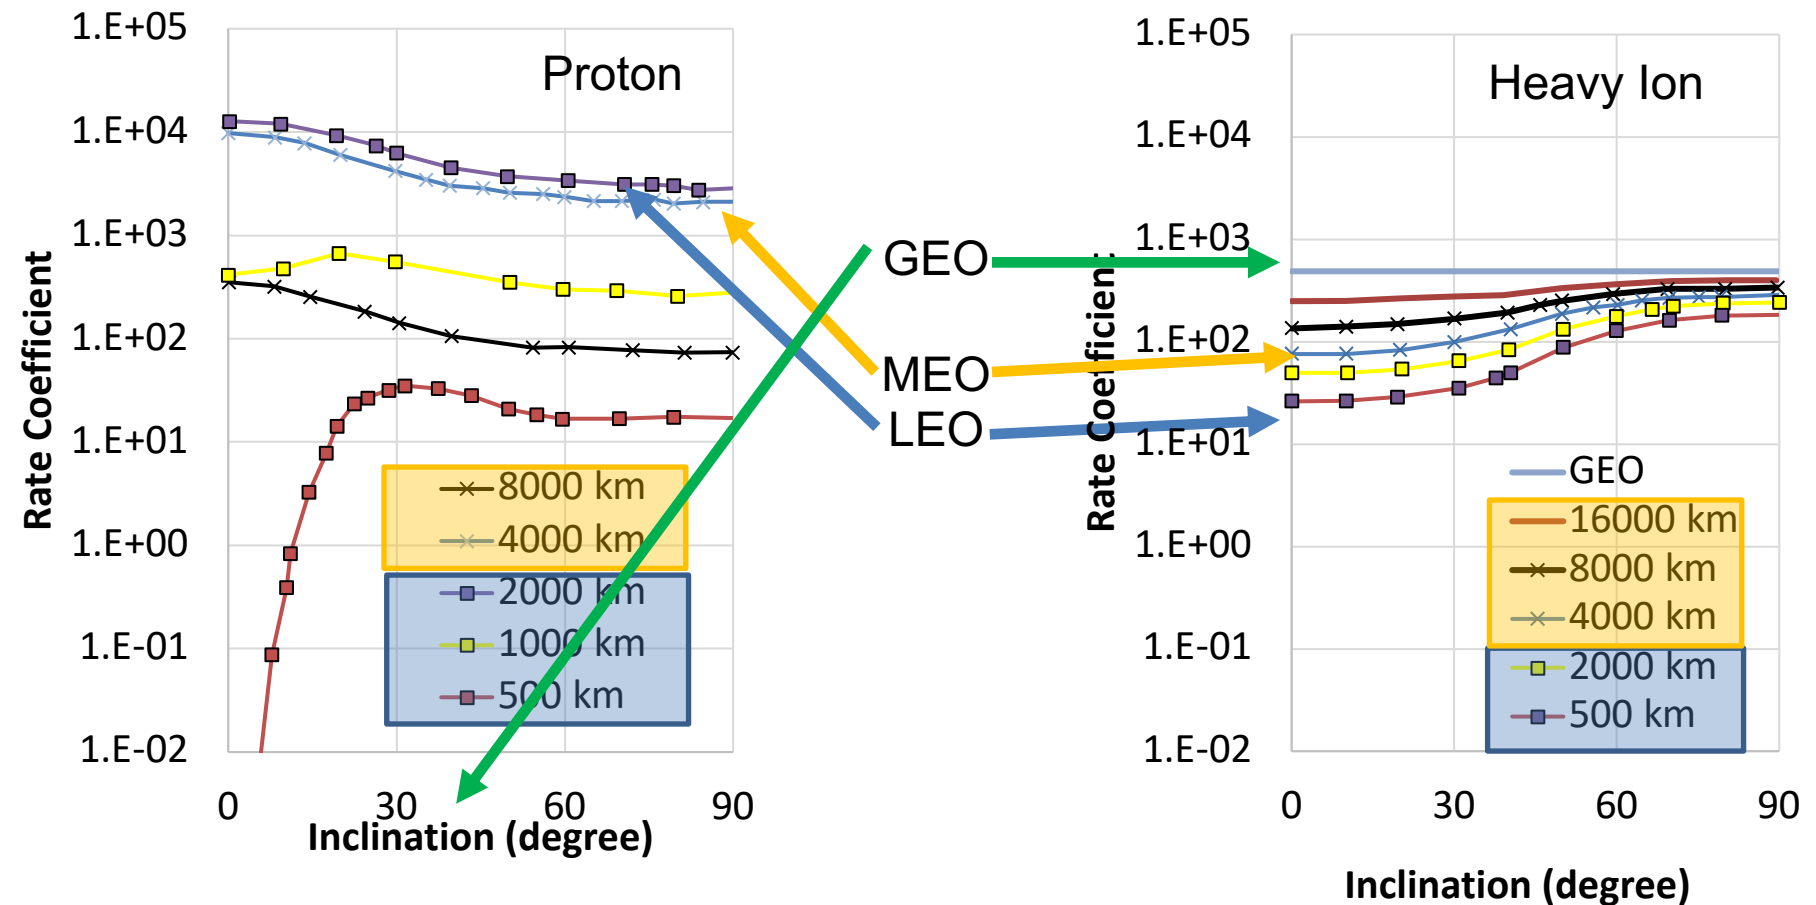 Proton
Rate Coefficient
1.E+05
1.E+04
1.E+03
1.E+02
1.E+01
1.E+00
1.E-01
1.E-02
0 30 60 90
Inclination (degree)
8000 km
4000 km
2000 km
1000 km
500 km
GEO
MEO
LEO
Heavy Ion
Rate Coefficient
1.E+05
1.E+04
1.E+03
1.E+02
1.E+01
1.E+00
1.E-01
1.E-02
0 30 60 90
Inclination (degree)
GEO
16000 km
8000 km
4000 km
2000 km
500 km